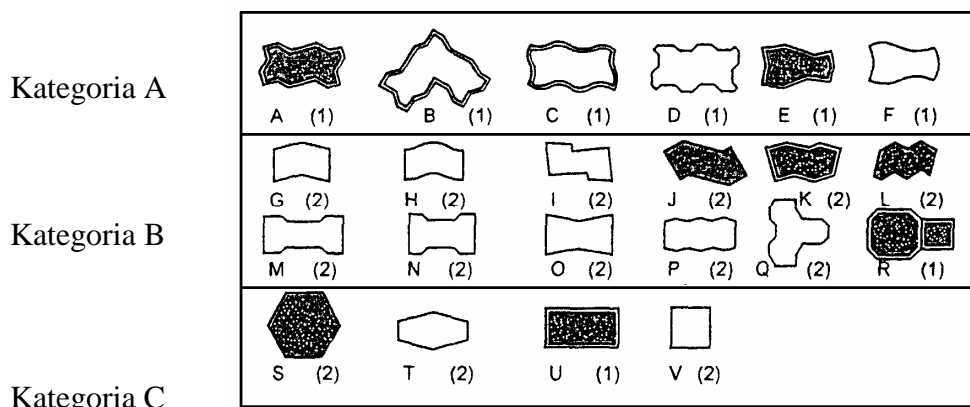 Kategoria A
A (1) B (1) C (1) D (1) E (1) F (1)
G (2) H (2) I (2) J (2) K (2) L (2)
Kategoria B
M (2) N (2) O (2) P (2) Q (2) R (1)
S (2) T (2) U (1) V (2)
Kategoria C